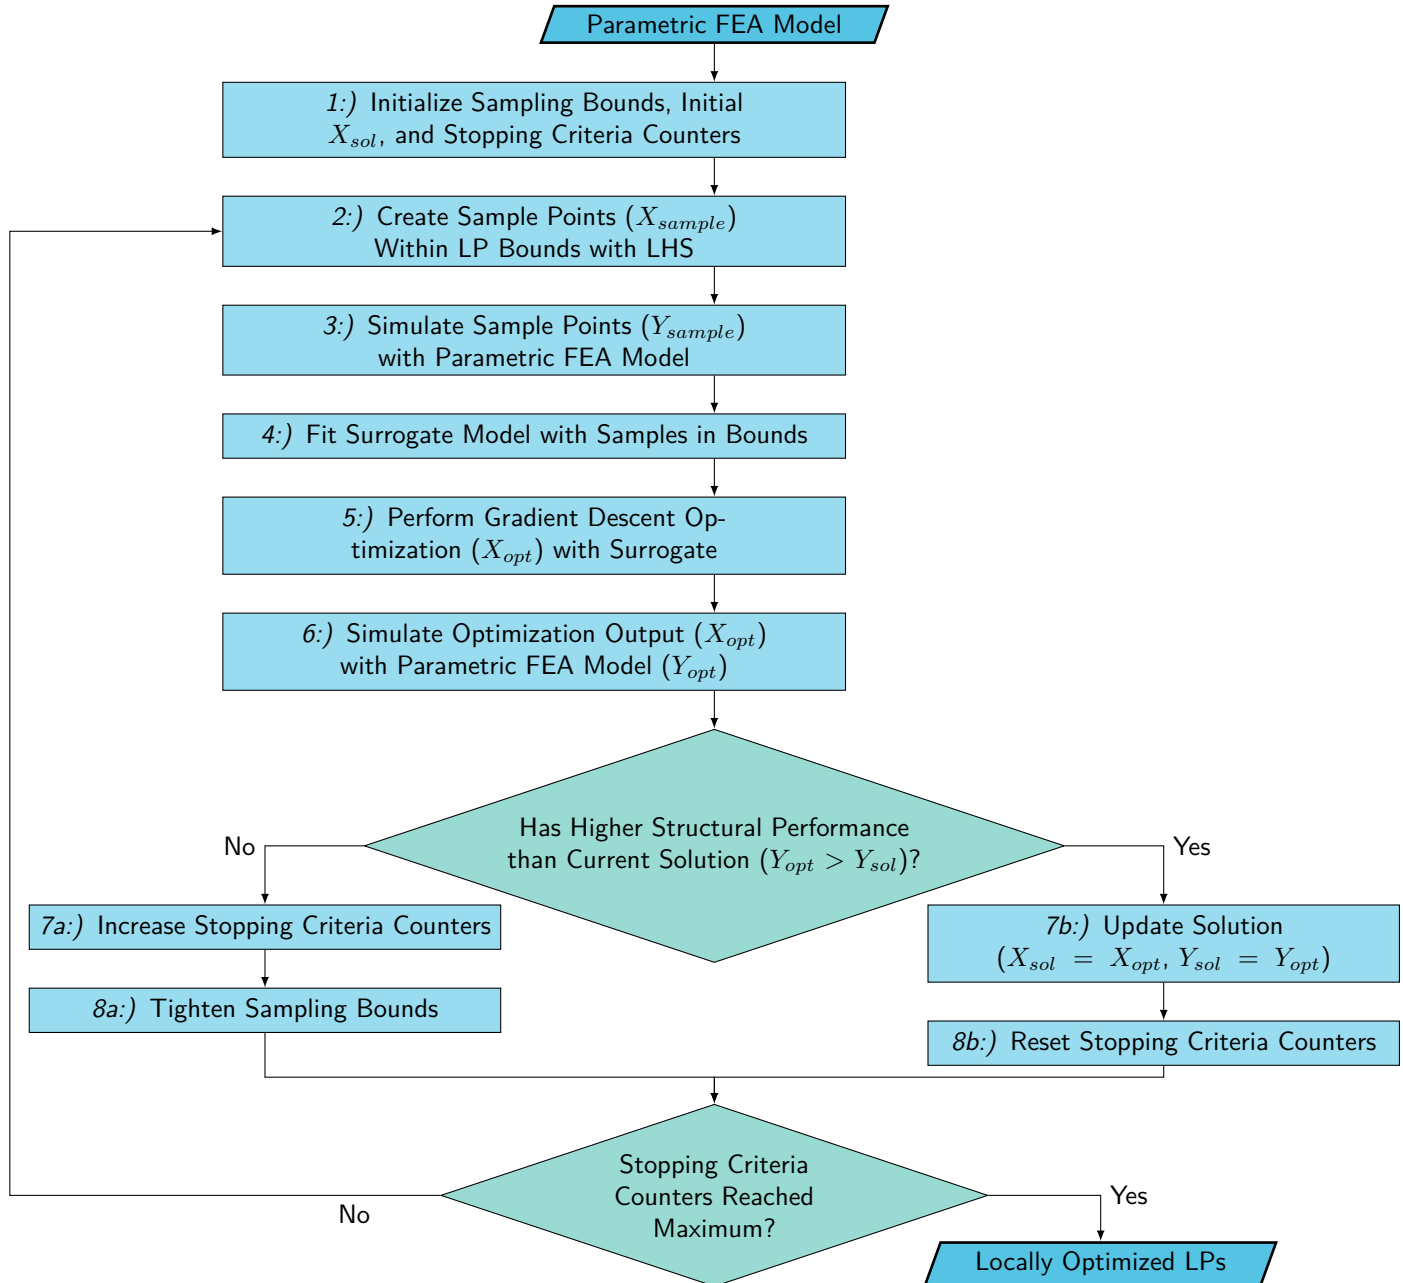 Parametric FEA Model
1:) Initialize Sampling Bounds, Initial
X_sol, and Stopping Criteria Counters
2:) Create Sample Points (X_sample)
Within LP Bounds with LHS
3:) Simulate Sample Points (Y_sample)
with Parametric FEA Model
4:) Fit Surrogate Model with Samples in Bounds
5:) Perform Gradient Descent Op-
timization (X_opt) with Surrogate
6:) Simulate Optimization Output (X_opt)
with Parametric FEA Model (Y_opt)
Has Higher Structural Performance
than Current Solution (Y_opt > Y_sol)?
No
Yes
7a:) Increase Stopping Criteria Counters
8a:) Tighten Sampling Bounds
7b:) Update Solution
(X_sol = X_opt, Y_sol = Y_opt)
8b:) Reset Stopping Criteria Counters
Stopping Criteria
Counters Reached
Maximum?
No
Yes
Locally Optimized LPs